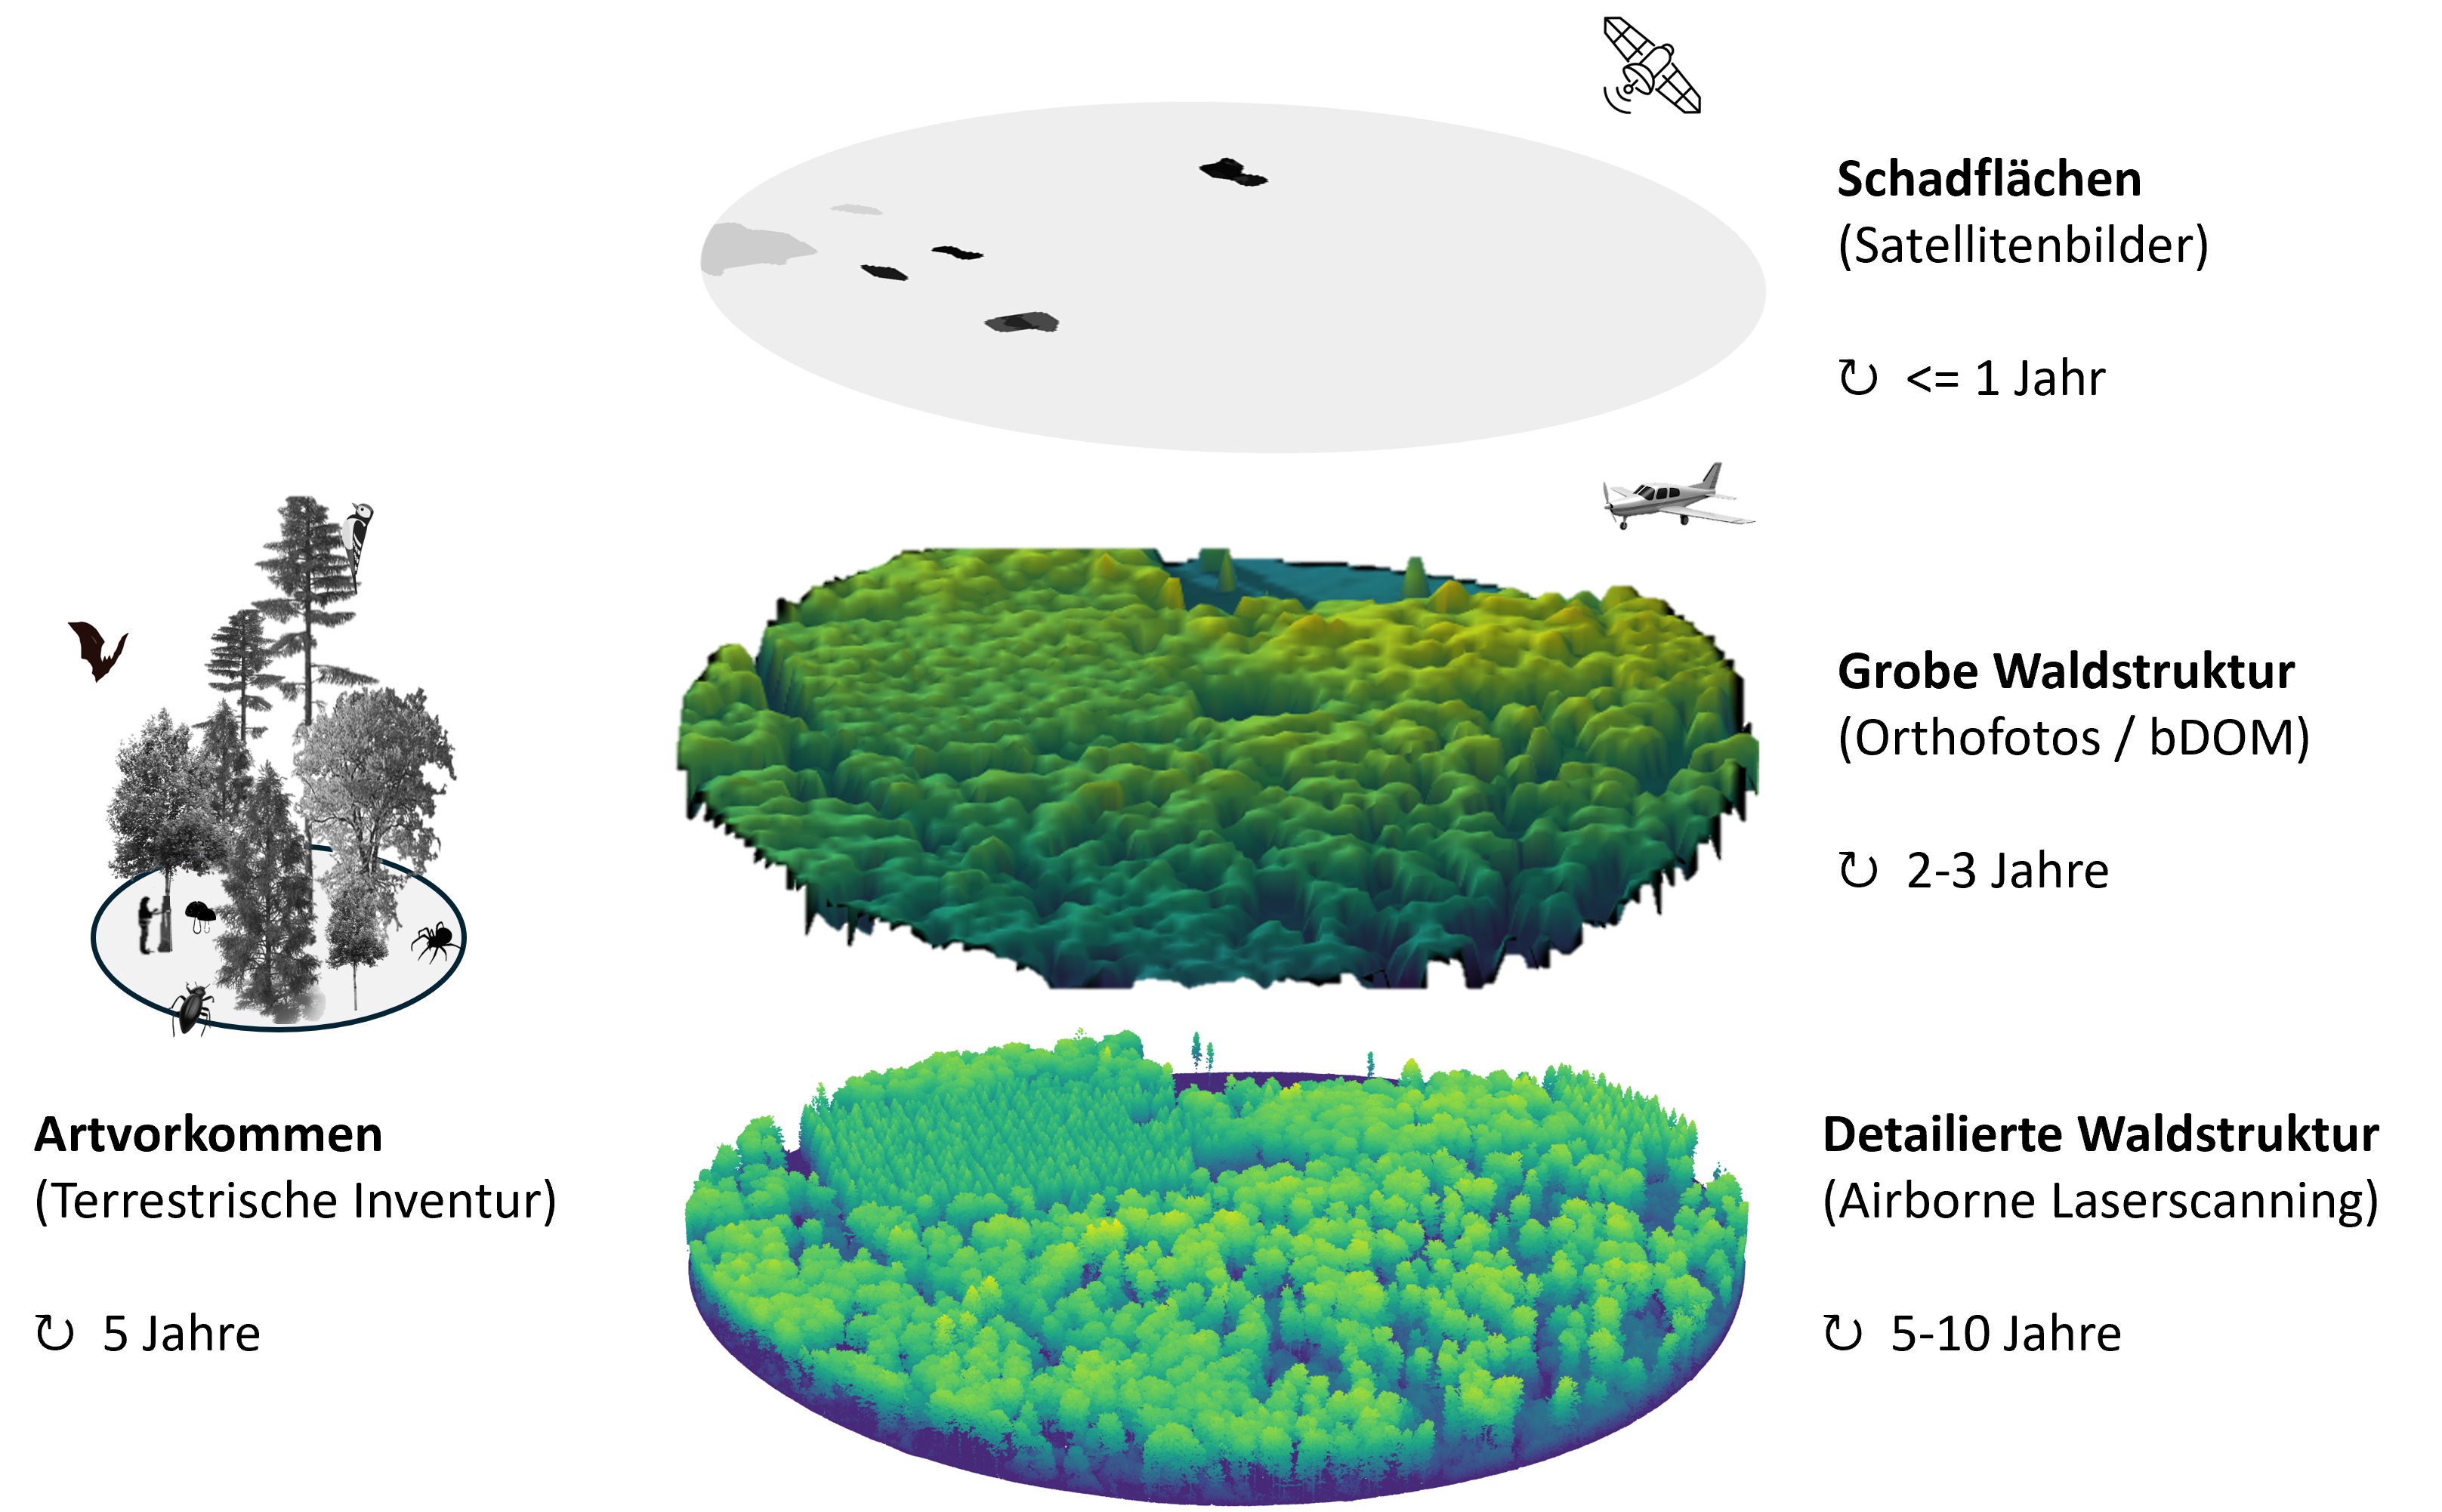 Schadflächen
(Satellitenbilder)
↻ <= 1 Jahr
Grobe Waldstruktur
(Orthofotos / bDOM)
↻ 2-3 Jahre
Artvorkommen
(Terrestrische Inventur)
↻ 5 Jahre
Detailierte Waldstruktur
(Airborne Laserscanning)
↻ 5-10 Jahre